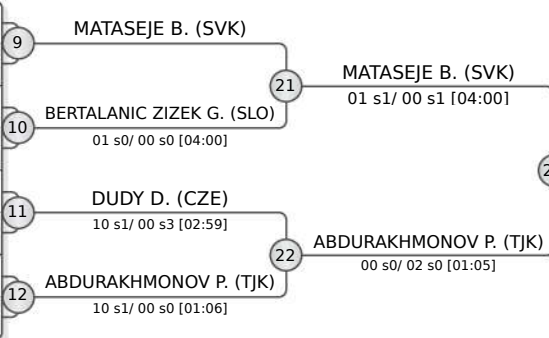 MATASEJE B. (SVK)
9
21
MATASEJE B. (SVK)
01 s1/ 00 s1 [04:00]
BERTALANIC ZIZEK G. (SLO)
10
01 s0/ 00 s0 [04:00]
DUDY D. (CZE)
11
10 s1/ 00 s3 [02:59]
22
ABDURAKHMONOV P. (TJK)
00 s0/ 02 s0 [01:05]
ABDURAKHMONOV P. (TJK)
12
10 s1/ 00 s0 [01:06]